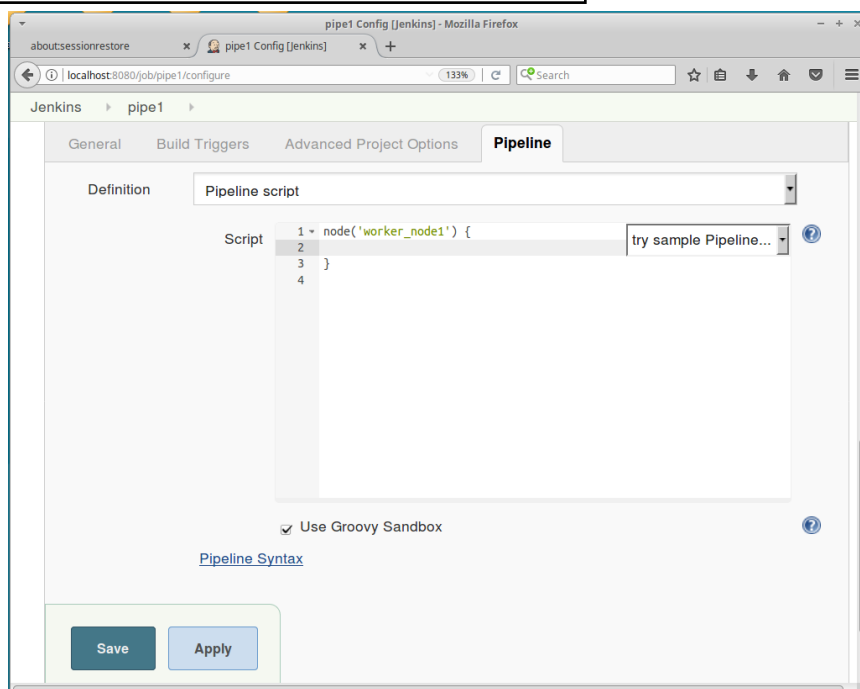 pipe1 Config [Jenkins] - Mozilla Firefox
about:sessionrestore
pipe1 Config [Jenkins]
localhost:8080/job/pipe1/configure
133%
Search
Jenkins
pipe1
General
Build Triggers
Advanced Project Options
Pipeline
Definition
Pipeline script
Script
1 node('worker_node1') {
2
3 }
4
try sample Pipeline...
Use Groovy Sandbox
Pipeline Syntax
Save
Apply